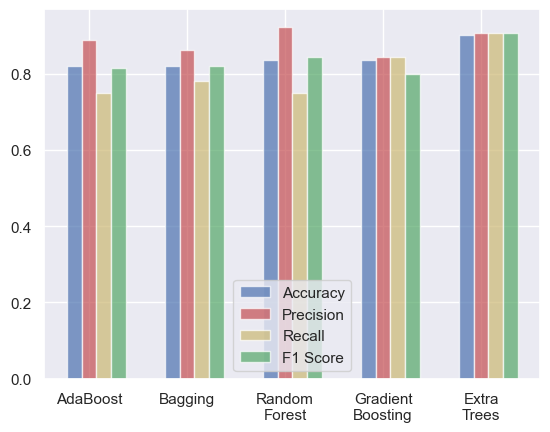 0.8
0.6
0.4
0.2
0.0
Accuracy
Precision
Recall
F1 Score
AdaBoost Bagging Random Forest Gradient Boosting Extra Trees